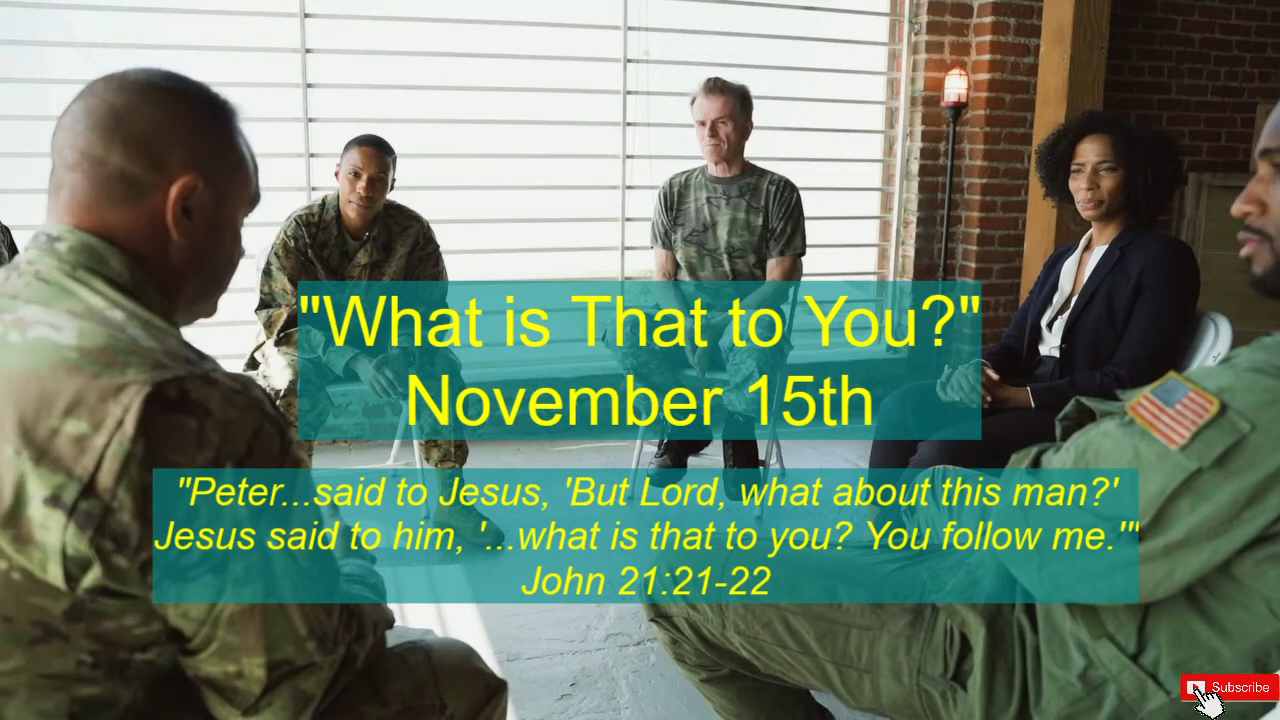 "What is That to You?"
November 15th
"Peter...said to Jesus, 'But Lord, what about this man?'
Jesus said to him, '...what is that to you? You follow me.'"
John 21:21-22
Subscribe